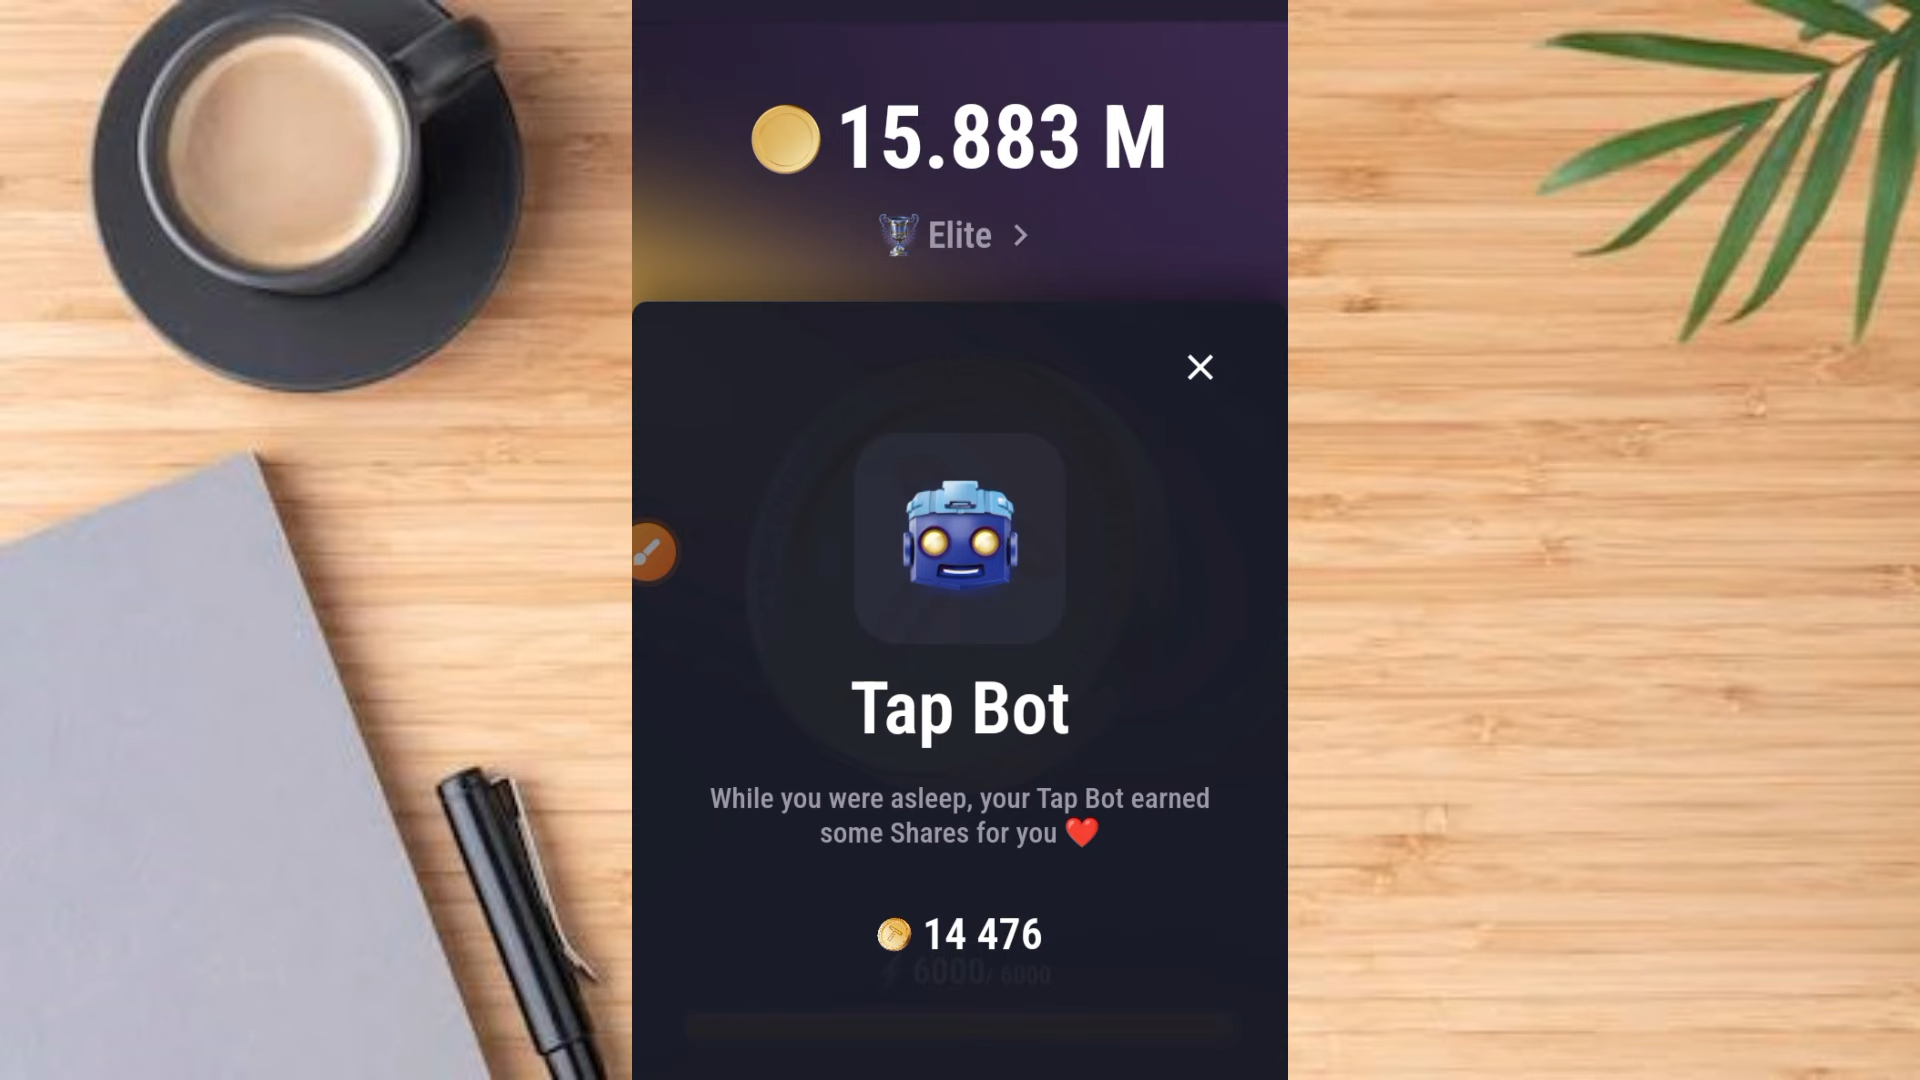 15.883 M
Elite
Tap Bot
While you were asleep, your Tap Bot earned
some Shares for you ❤️
14 476
6000/ 6000